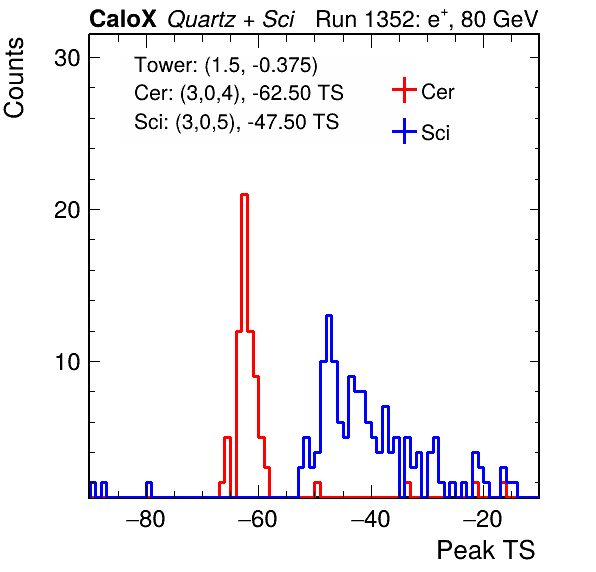 CaloX Quartz + Sci Run 1352: e⁺, 80 GeV
Counts
Tower: (1.5, -0.375)
Cer: (3,0,4), -62.50 TS
Sci: (3,0,5), -47.50 TS
Cer
Sci
30
20
10
−80 −60 −40 −20
Peak TS